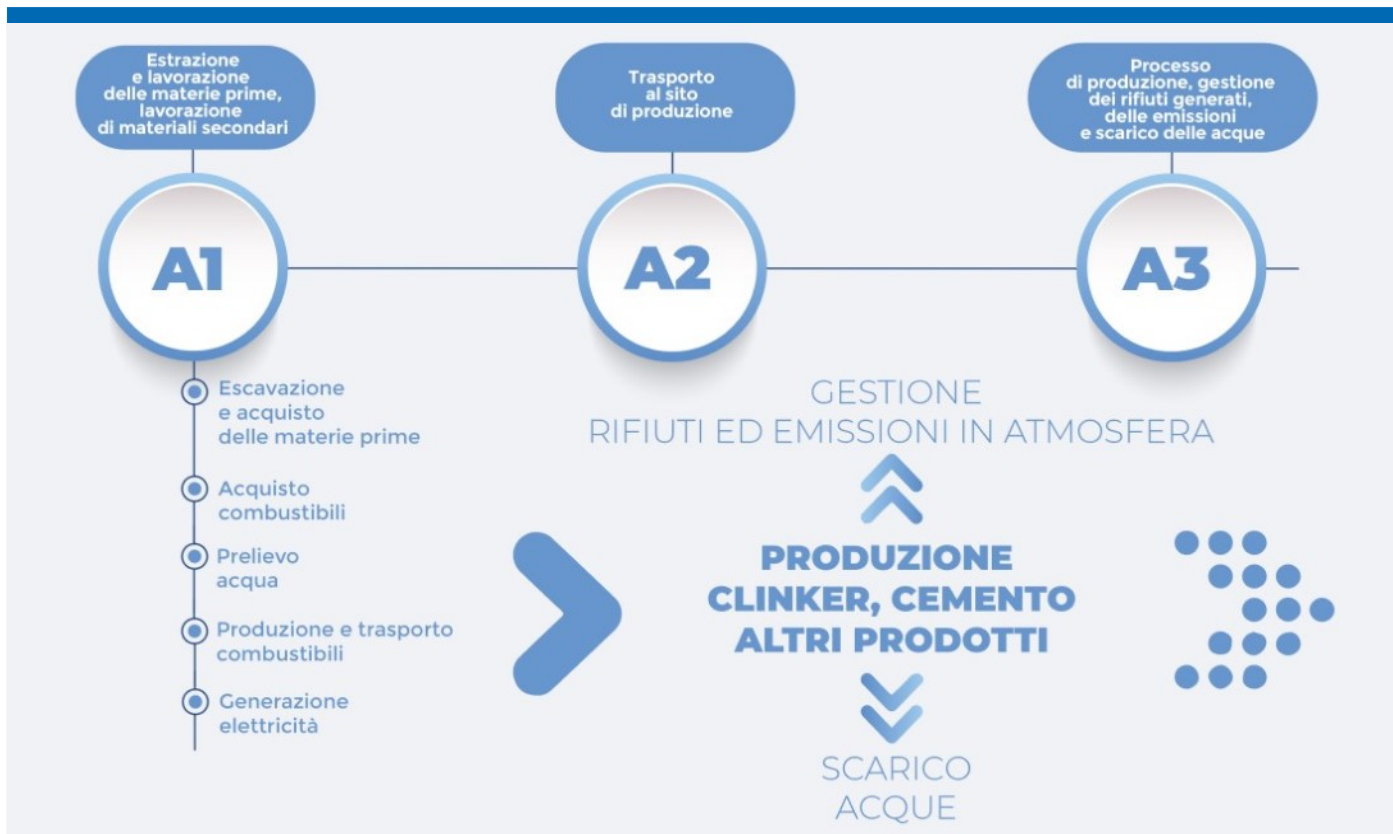 Estrazione
e lavorazione
delle materie prime,
lavorazione
di materiali secondari
Trasporto
al sito
di produzione
Processo
di produzione, gestione
dei rifiuti generati,
delle emissioni
e scarico delle acque
A1
A2
A3
Escavazione
e acquisto
delle materie prime
Acquisto
combustibili
Prelievo
acqua
Produzione e trasporto
combustibili
Generazione
elettricità
GESTIONE
RIFIUTI ED EMISSIONI IN ATMOSFERA
PRODUZIONE
CLINKER, CEMENTO
ALTRI PRODOTTI
SCARICO
ACQUE